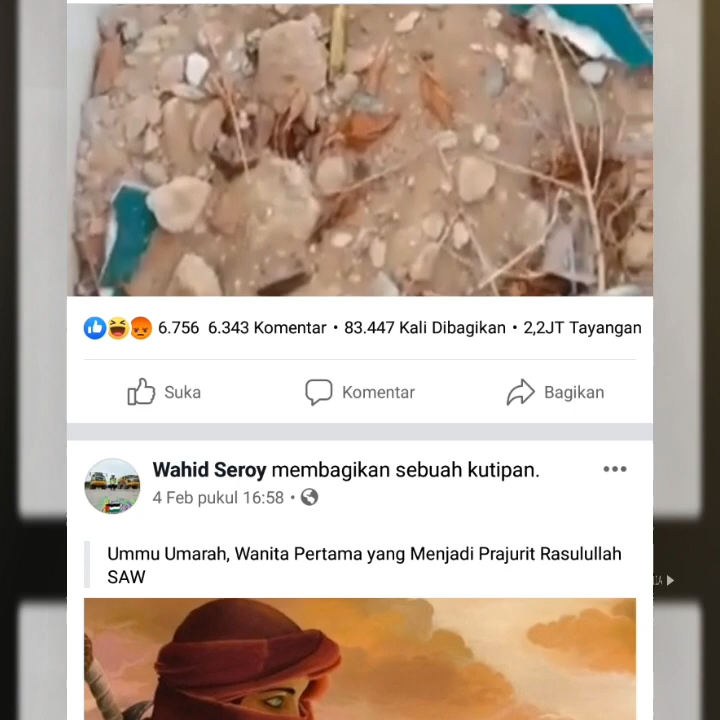 6.756 6.343 Komentar • 83.447 Kali Dibagikan • 2,2JT Tayangan
Suka Komentar Bagikan
Wahid Seroy membagikan sebuah kutipan.
4 Feb pukul 16:58 •
Ummu Umarah, Wanita Pertama yang Menjadi Prajurit Rasulullah
SAW